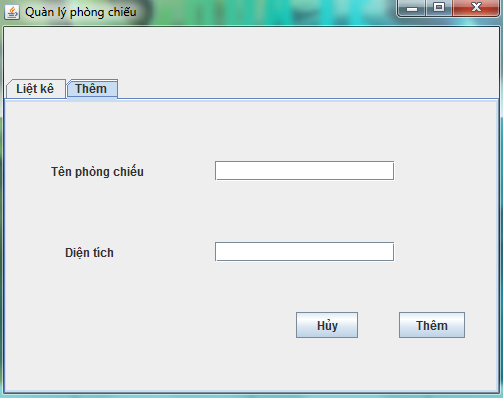 Quản lý phòng chiếu
Liệt kê
Thêm
Tên phòng chiếu
Diện tích
Hủy
Thêm